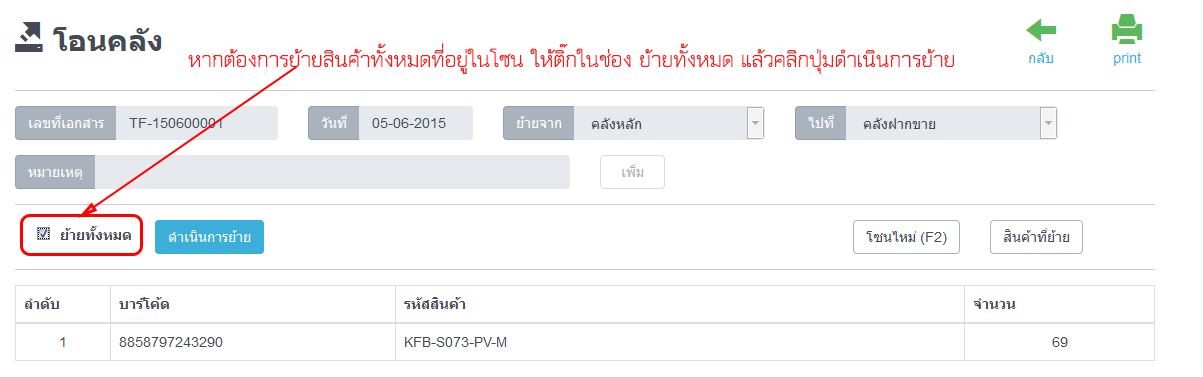 โอนคลัง
หากต้องการย้ายสินค้าทั้งหมดที่อยู่ในโซน ให้ติ๊กในช่อง ย้ายทั้งหมด แล้วคลิกปุ่มดำเนินการย้าย
กลับ print
เลขที่เอกสาร TF-150600001 วันที่ 05-06-2015 ย้ายจาก คลังหลัก ไปที่ คลังฝากขาย
หมายเหตุ เพิ่ม
ย้ายทั้งหมด ดำเนินการย้าย โซนใหม่ (F2) สินค้าที่ย้าย
ลำดับ บาร์โค้ด รหัสสินค้า จำนวน
1 8858797243290 KFB-S073-PV-M 69